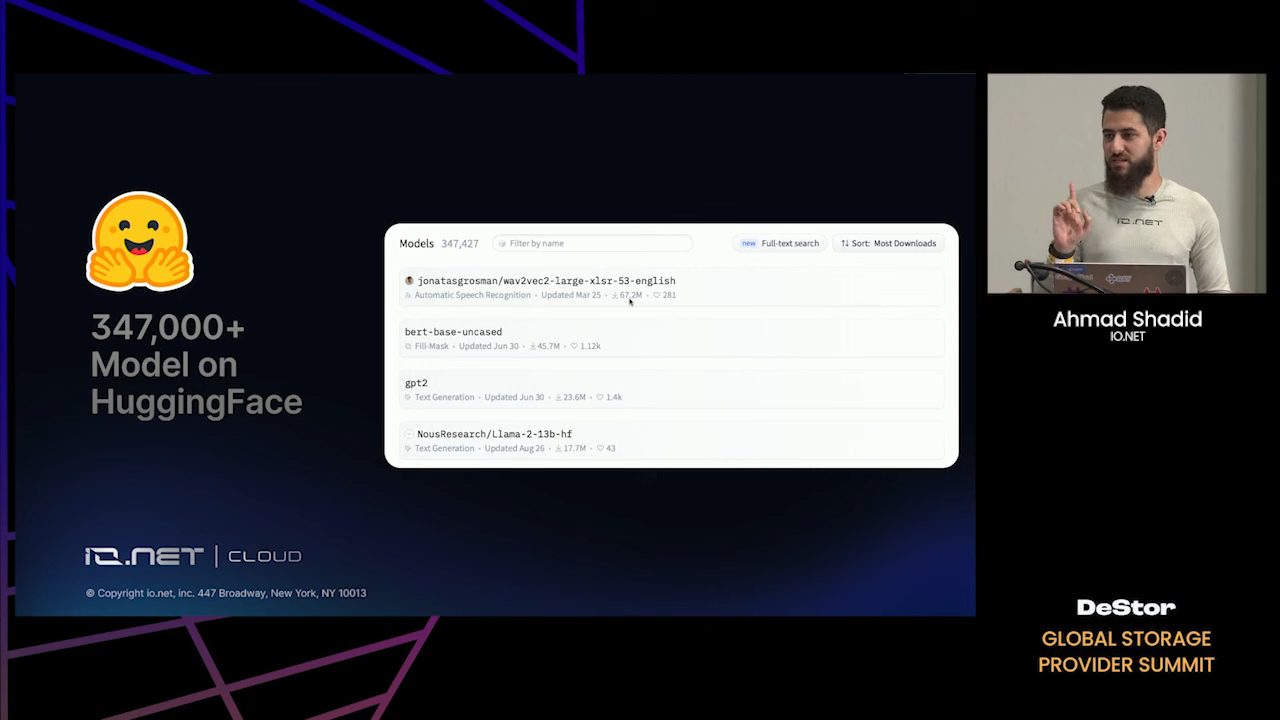 347,000+
Model on
HuggingFace
Models 347,427
Filter by name
new Full-text search
Sort: Most Downloads
jonatasgrosman/wav2vec2-large-xlsr-53-english
Automatic Speech Recognition • Updated Mar 25 • 67.2M • 281
bert-base-uncased
Fill-Mask • Updated Jun 30 • 45.7M • 1.12k
gpt2
Text Generation • Updated Jun 30 • 23.6M • 1.4k
NousResearch/Llama-2-13b-hf
Text Generation • Updated Aug 26 • 17.7M • 43
IO.NET | CLOUD
© Copyright io.net, inc. 447 Broadway, New York, NY 10013
IO.NET
Ahmad Shadid
IO.NET
DeStor
GLOBAL STORAGE
PROVIDER SUMMIT